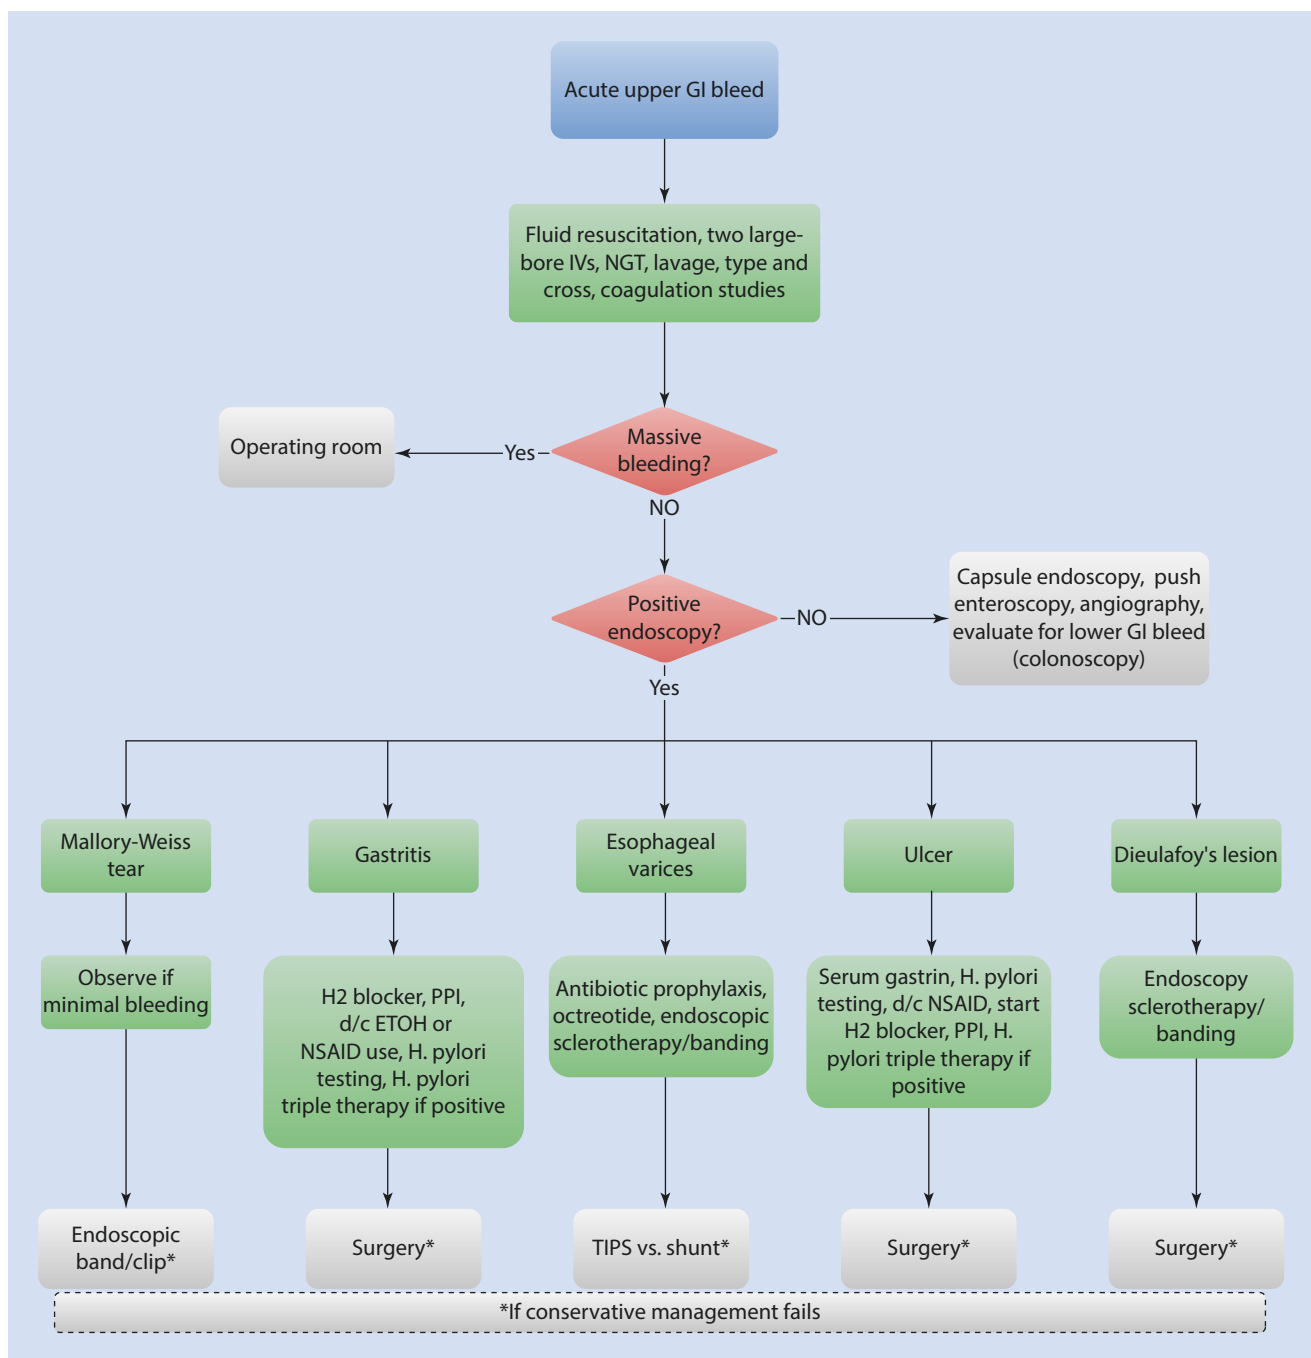 Acute upper GI bleed
Fluid resuscitation, two large-
bore IVs, NGT, lavage, type and
cross, coagulation studies
Massive
bleeding?
Yes
Operating room
NO
Positive
endoscopy?
NO
Capsule endoscopy, push
enteroscopy, angiography,
evaluate for lower GI bleed
(colonoscopy)
Yes
Mallory-Weiss
tear
Gastritis
Esophageal
varices
Ulcer
Dieulafoy's lesion
Observe if
minimal bleeding
H2 blocker, PPI,
d/c ETOH or
NSAID use, H. pylori
testing, H. pylori
triple therapy if positive
Antibiotic prophylaxis,
octreotide, endoscopic
sclerotherapy/banding
Serum gastrin, H. pylori
testing, d/c NSAID, start
H2 blocker, PPI, H.
pylori triple therapy if
positive
Endoscopy
sclerotherapy/
banding
Endoscopic
band/clip*
Surgery*
TIPS vs. shunt*
Surgery*
Surgery*
*If conservative management fails